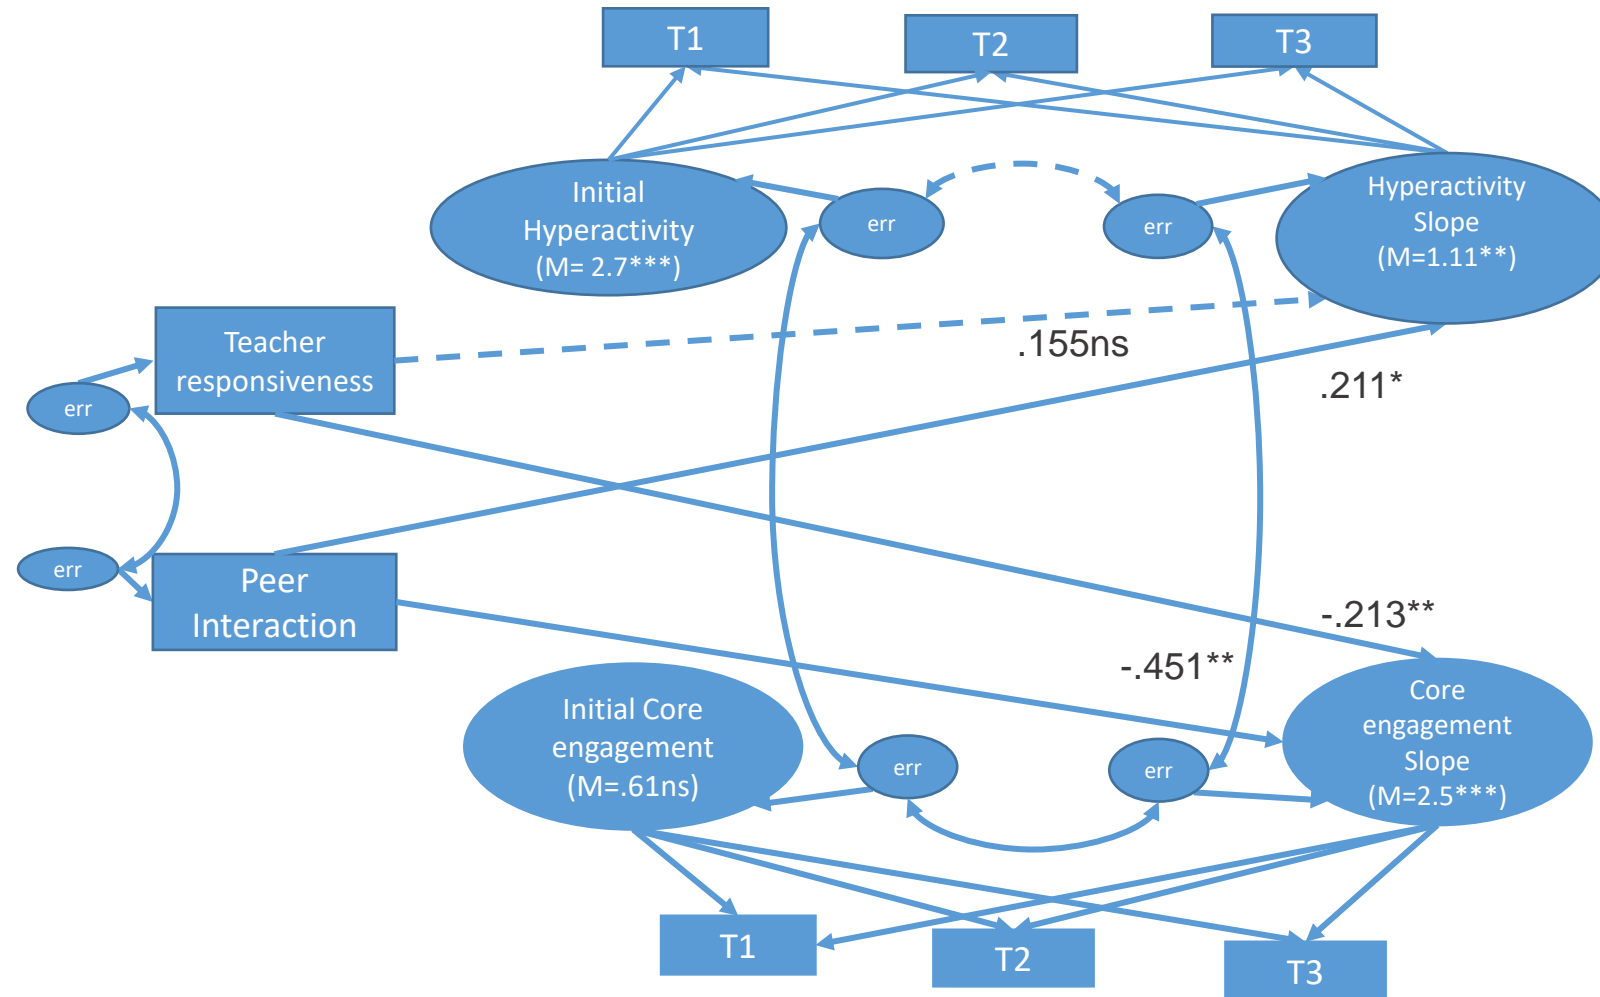 T1
T2
T3
Initial
Hyperactivity
(M= 2.7***)
err
err
Hyperactivity
Slope
(M=1.11**)
Teacher
responsiveness
.155ns
.211*
err
err
Peer
Interaction
-.213**
-.451**
Initial Core
engagement
(M=.61ns)
err
err
Core
engagement
Slope
(M=2.5***)
T1
T2
T3